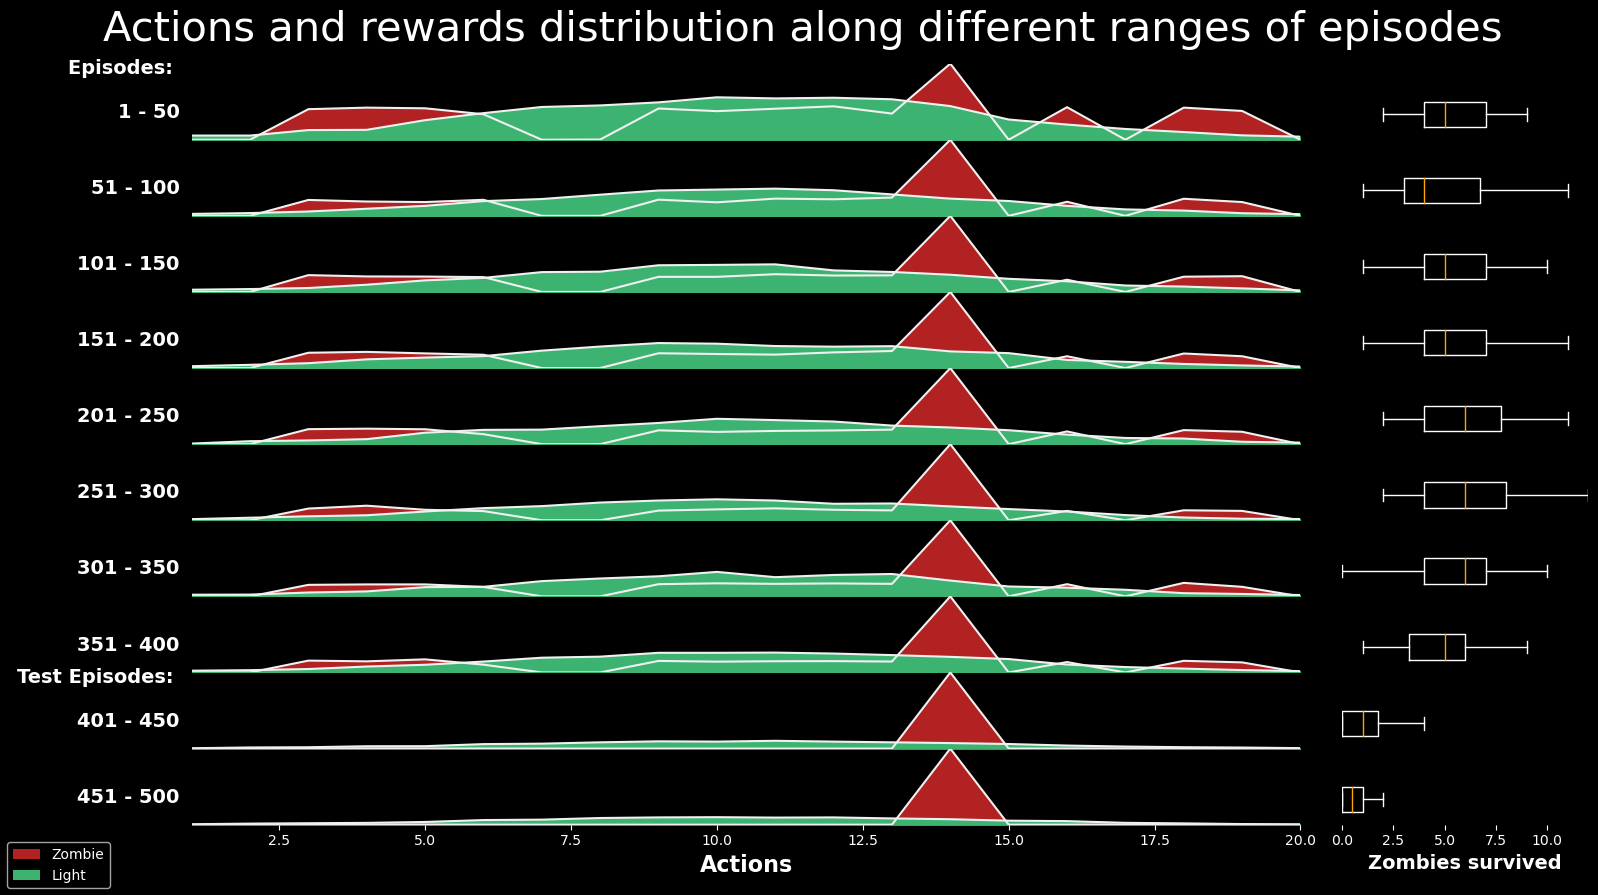 Actions and rewards distribution along different ranges of episodes
Episodes:
1 - 50
51 - 100
101 - 150
151 - 200
201 - 250
251 - 300
301 - 350
351 - 400
Test Episodes:
401 - 450
451 - 500
2.5 5.0 7.5 10.0 12.5 15.0 17.5 20.0
0.0 2.5 5.0 7.5 10.0
Actions
Zombies survived
Zombie
Light